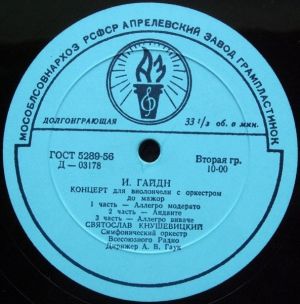 МОСОБЛСОВНАРХОЗ РСФСР АПРЕЛЕВСКИЙ ЗАВОД ГРАМПЛАСТИНОК
ДОЛГОИГРАЮЩАЯ
33 1/3 об. в мин.
ГОСТ 5289-56
Д — 03178
Вторая гр.
10-00
И. ГАЙДН
КОНЦЕРТ для виолончели с оркестром
до мажор
1 часть — Аллегро модерато
2 часть — Анданте
3 часть — Аллегро виваче
СВЯТОСЛАВ КНУШЕВИЦКИЙ
Симфонический оркестр
Всесоюзного Радио
Дирижер А. В. Гаук